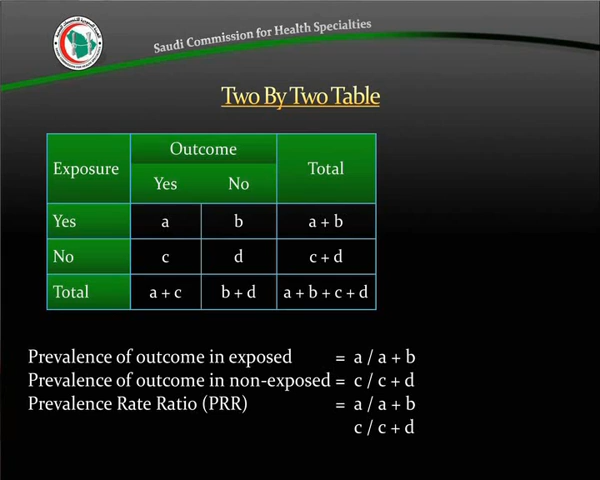 Saudi Commission for Health Specialties
Two By Two Table
Exposure Outcome Total
Yes No
Yes a b a + b
No c d c + d
Total a + c b + d a + b + c + d
Prevalence of outcome in exposed = a / a + b
Prevalence of outcome in non-exposed = c / c + d
Prevalence Rate Ratio (PRR) = a / a + b
c / c + d